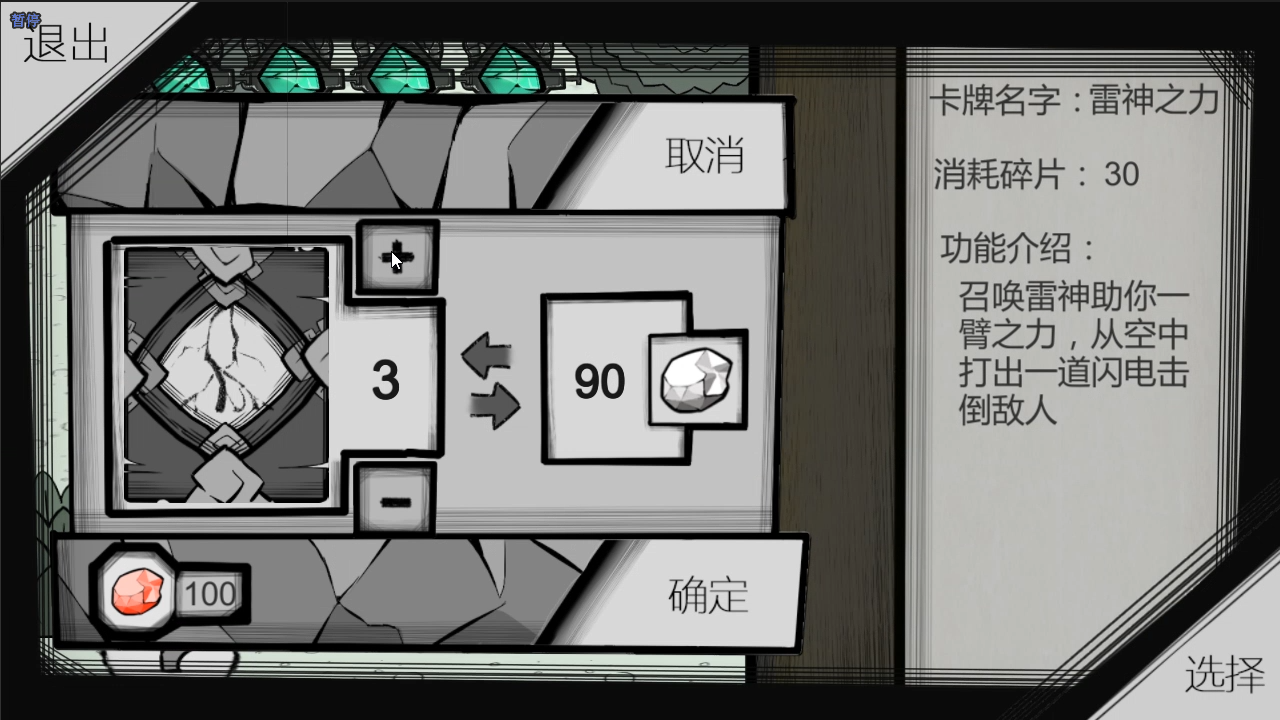 暂停
退出
取消
+
3
90
-
100
确定
卡牌名字：雷神之力
消耗碎片：30
功能介绍：
召唤雷神助你一
臂之力，从空中
打出一道闪电击
倒敌人
选择